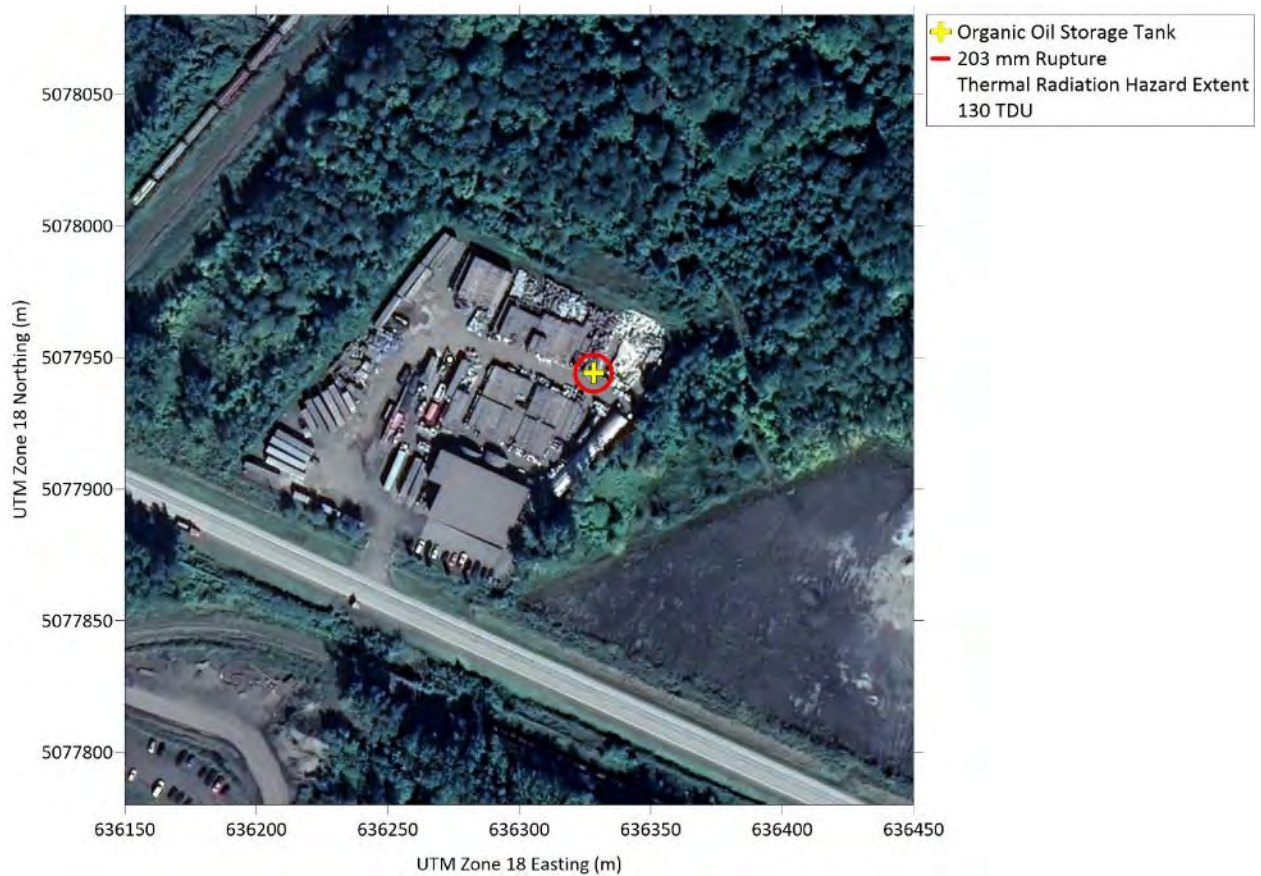 Organic Oil Storage Tank
203 mm Rupture
Thermal Radiation Hazard Extent
130 TDU
5078050
5078000
5077950
5077900
5077850
5077800
UTM Zone 18 Northing (m)
636150 636200 636250 636300 636350 636400 636450
UTM Zone 18 Easting (m)